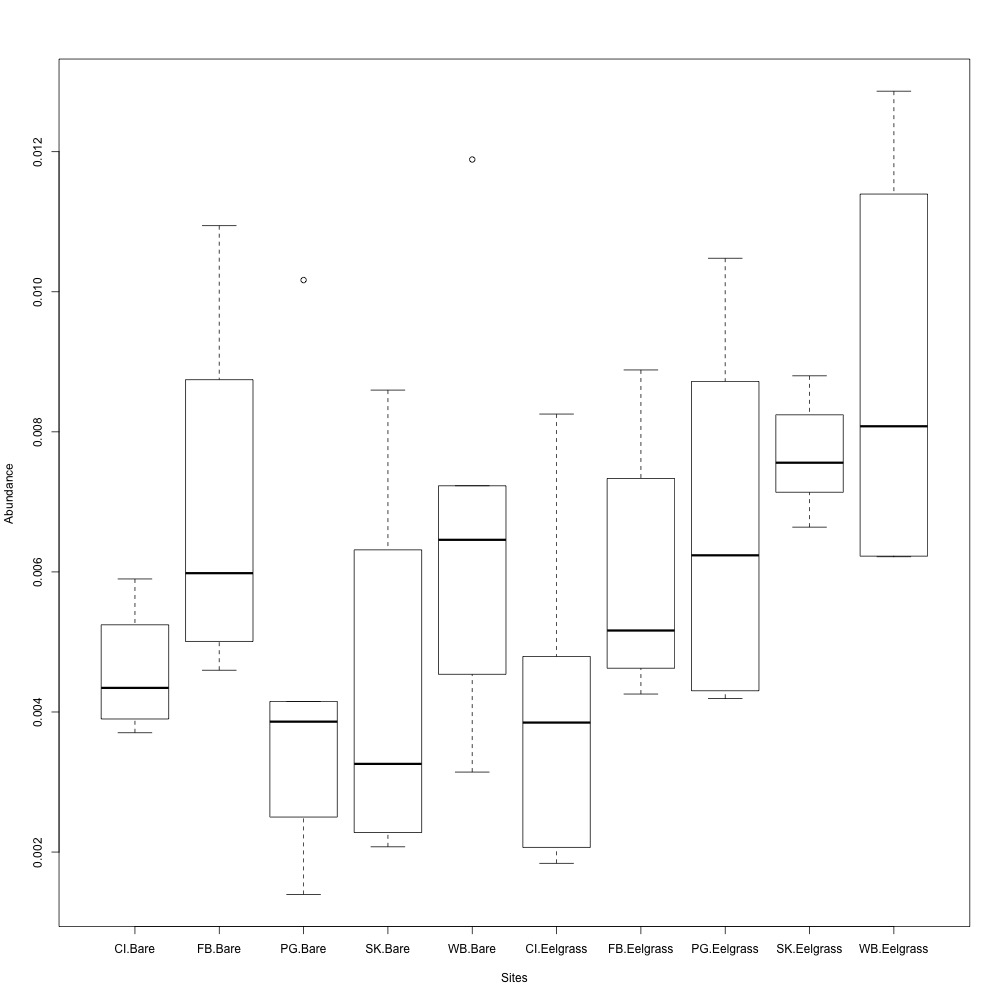 Abundance
0.012
0.010
0.008
0.006
0.004
0.002
CI.Bare FB.Bare PG.Bare SK.Bare WB.Bare CI.Eelgrass FB.Eelgrass PG.Eelgrass SK.Eelgrass WB.Eelgrass
Sites